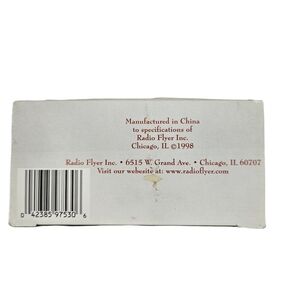 Manufactured in China
to specifications of
Radio Flyer Inc.
Chicago, IL ©1998
Radio Flyer Inc. • 6515 W. Grand Ave. • Chicago, IL 60707
Visit our webesite at: www.radioflyer.com
0 42385 97530 6